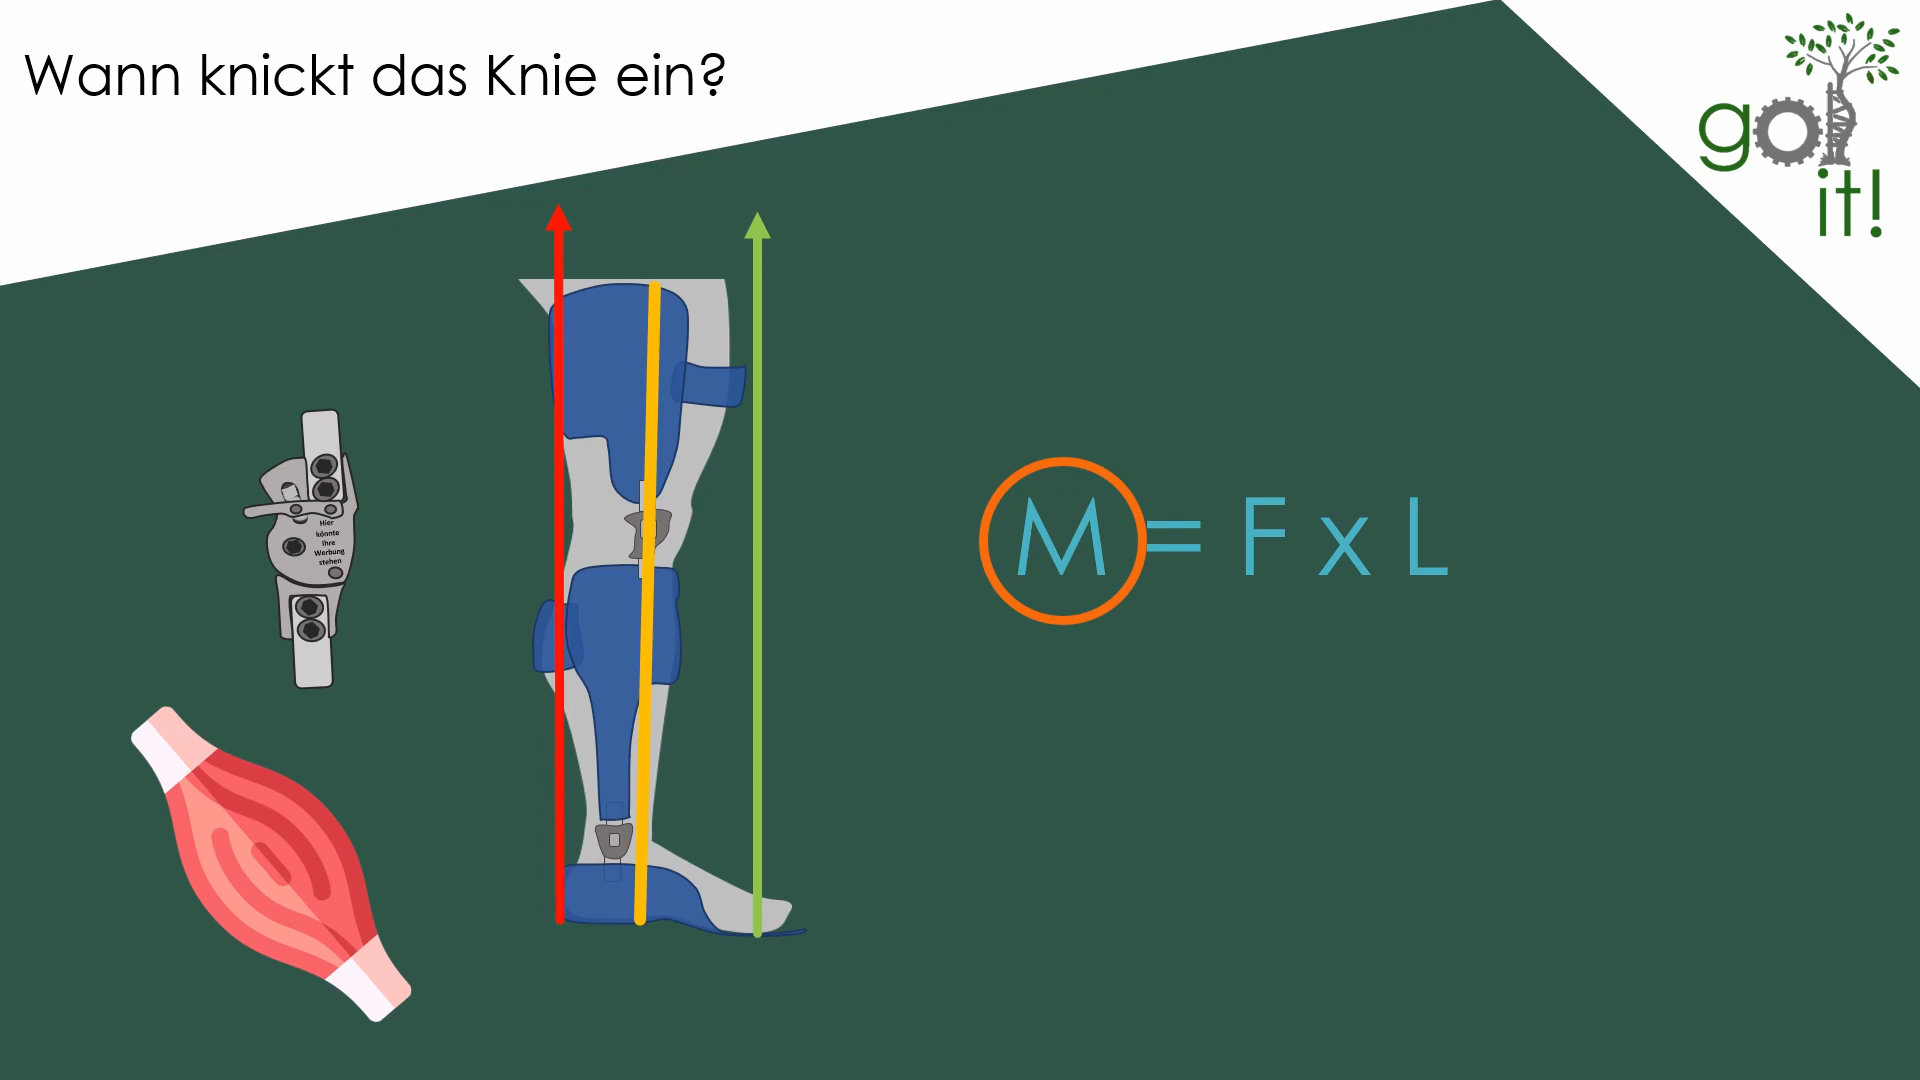 Wann knickt das Knie ein?
go
it!
Hier
könnte
Ihre
Werbung
stehen
M = F x L